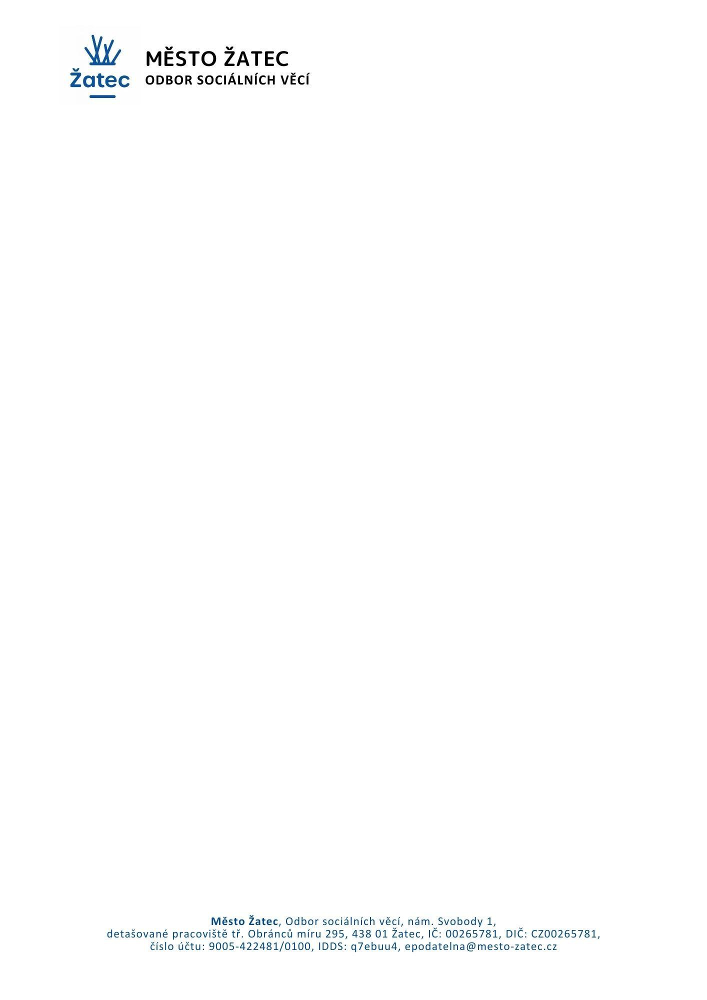 Žatec
MĚSTO ŽATEC
ODBOR SOCIÁLNÍCH VĚCÍ
Město Žatec, Odbor sociálních věcí, nám. Svobody 1,
detašované pracoviště tř. Obránců míru 295, 438 01 Žatec, IČ: 00265781, DIČ: CZ00265781,
číslo účtu: 9005-422481/0100, IDDS: q7ebuu4, epodatelna@mesto-zatec.cz